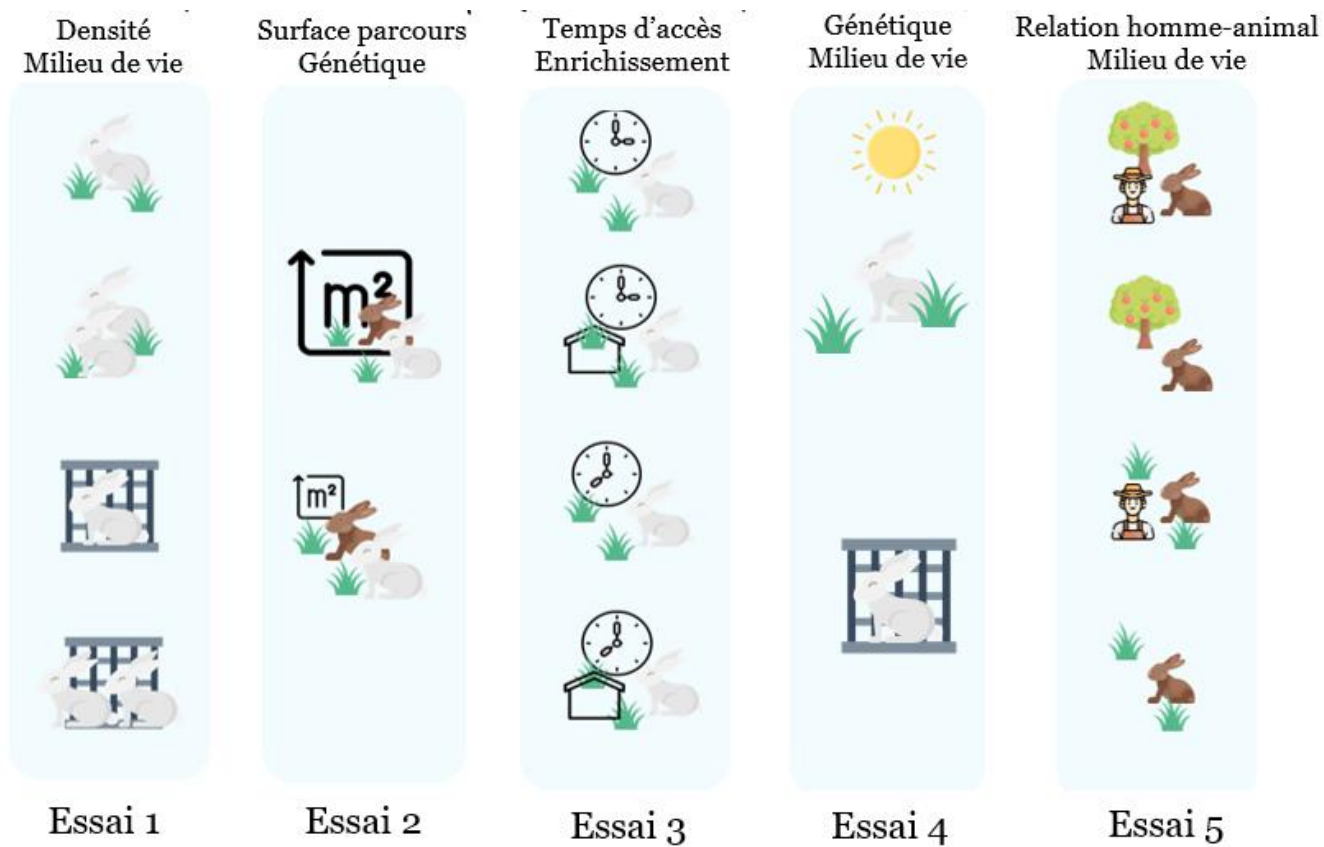 Densité
Milieu de vie
Surface parcours
Génétique
Temps d'accès
Enrichissement
Génétique
Milieu de vie
Relation homme-animal
Milieu de vie
m²
m²
Essai 1
Essai 2
Essai 3
Essai 4
Essai 5